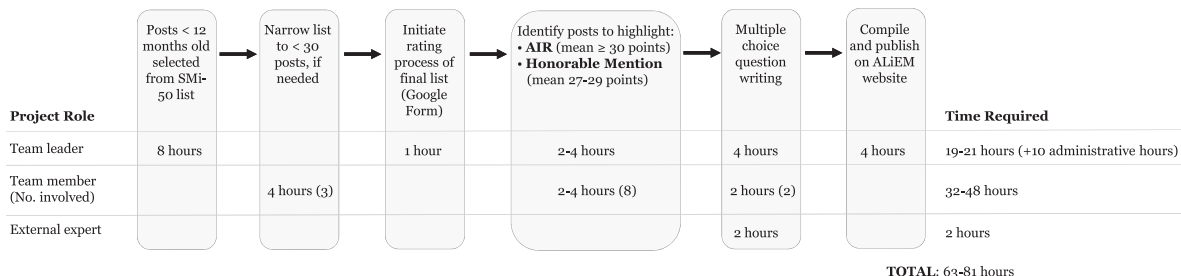 Posts < 12
months old
selected
from SMi-
50 list
Narrow list
to < 30
posts, if
needed
Initiate
rating
process of
final list
(Google
Form)
Identify posts to highlight:
• AIR (mean ≥ 30 points)
• Honorable Mention
(mean 27-29 points)
Multiple
choice
question
writing
Compile
and publish
on ALiEM
website
Project Role
Time Required
Team leader
8 hours
1 hour
2-4 hours
4 hours
4 hours
19-21 hours (+10 administrative hours)
Team member
(No. involved)
4 hours (3)
2-4 hours (8)
2 hours (2)
32-48 hours
External expert
2 hours
2 hours
TOTAL: 63-81 hours